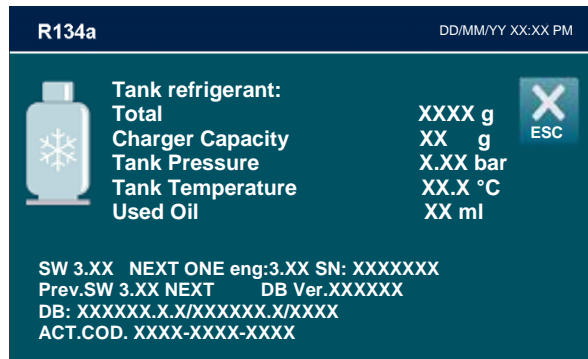 R134a DD/MM/YY XX:XX PM
Tank refrigerant:
Total XXXX g
Charger Capacity XX g
Tank Pressure X.XX bar
Tank Temperature XX.X °C
Used Oil XX ml
ESC
SW 3.XX NEXT ONE eng:3.XX SN: XXXXXXX
Prev.SW 3.XX NEXT DB Ver.XXXXXX
DB: XXXXXX.X.X/XXXXXX.X/XXXX
ACT.COD. XXXX-XXXX-XXXX